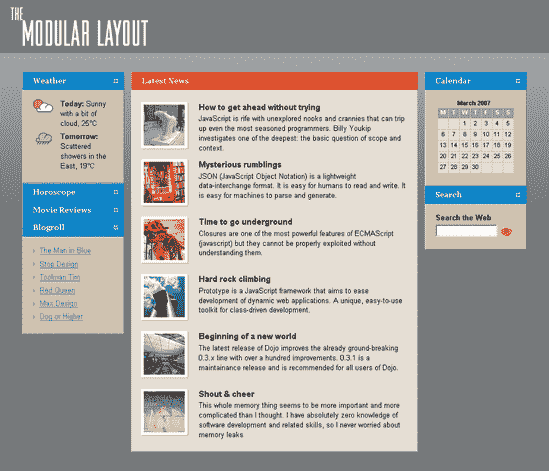 THE
MODULAR LAYOUT
Weather
Today: Sunny
with a bit of
cloud, 25°C
Tomorrow:
Scattered
showers in the
East, 19°C
Horoscope
Movie Reviews
Blogroll
The Man in Blue
Stop Design
Toolman Tim
Red Queen
Max Design
Dog or Higher
Latest News
How to get ahead without trying
JavaScript is rife with unexplored nooks and crannies that can trip
up even the most seasoned programmers. Billy Youkip
investigates one of the deepest: the basic question of scope and
context.
Mysterious rumblings
JSON (JavaScript Object Notation) is a lightweight
data-interchange format. It is easy for humans to read and write. It
is easy for machines to parse and generate.
Time to go underground
Closures are one of the most powerful features of ECMAScript
(javascript) but they cannot be properly exploited without
understanding them.
Hard rock climbing
Prototype is a JavaScript framework that aims to ease
development of dynamic web applications. A unique, easy-to-use
toolkit for class-driven development.
Beginning of a new world
The latest release of Dojo improves the already ground-breaking
0.3.x line with over a hundred improvements. 0.3.1 is a
maintainance release and is recommended for all users of Dojo.
Shout & cheer
This whole memory thing seems to be more important and more
complicated than I thought. I have absolutely zero knowledge of
software development and related skills, so I never worried about
memory leaks
Calendar
March 2007
M T W T F S S
1 2 3 4 5
6 7 8 9 10 11 12
13 14 15 16 17 18 19
20 21 22 23 24 25 26
27 28 29 30
Search
Search the Web